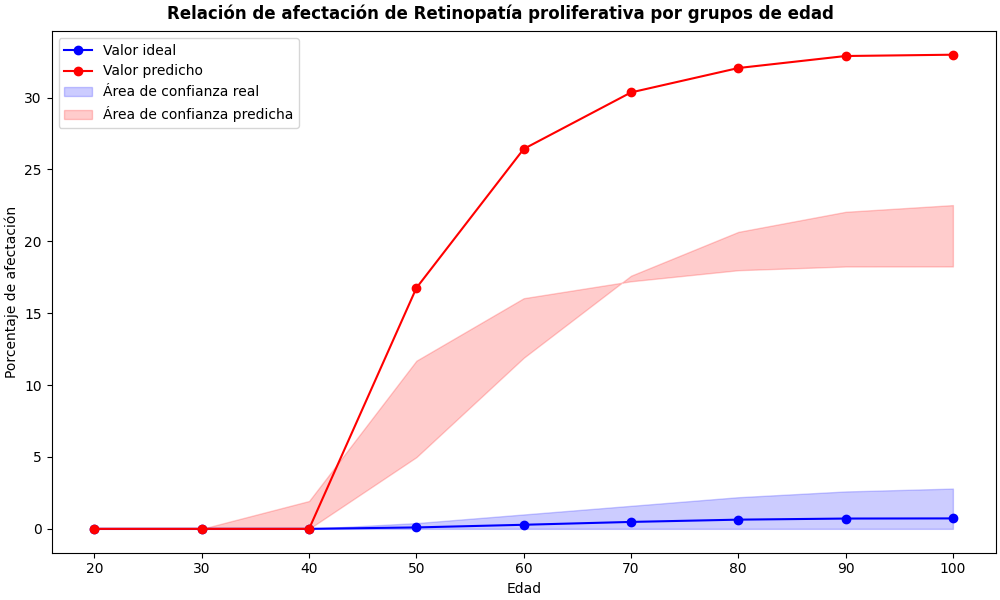 Relación de afectación de Retinopatía proliferativa por grupos de edad
Valor ideal
Valor predicho
Área de confianza real
Área de confianza predicha
Porcentaje de afectación
30
25
20
15
10
5
0
20 30 40 50 60 70 80 90 100
Edad